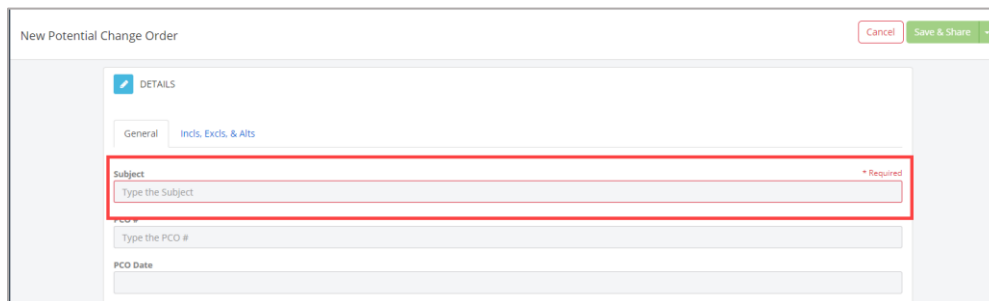 New Potential Change Order
Cancel
Save & Share
DETAILS
General
Incls, Excls, & Alts
Subject
* Required
Type the Subject
PCO #
Type the PCO #
PCO Date